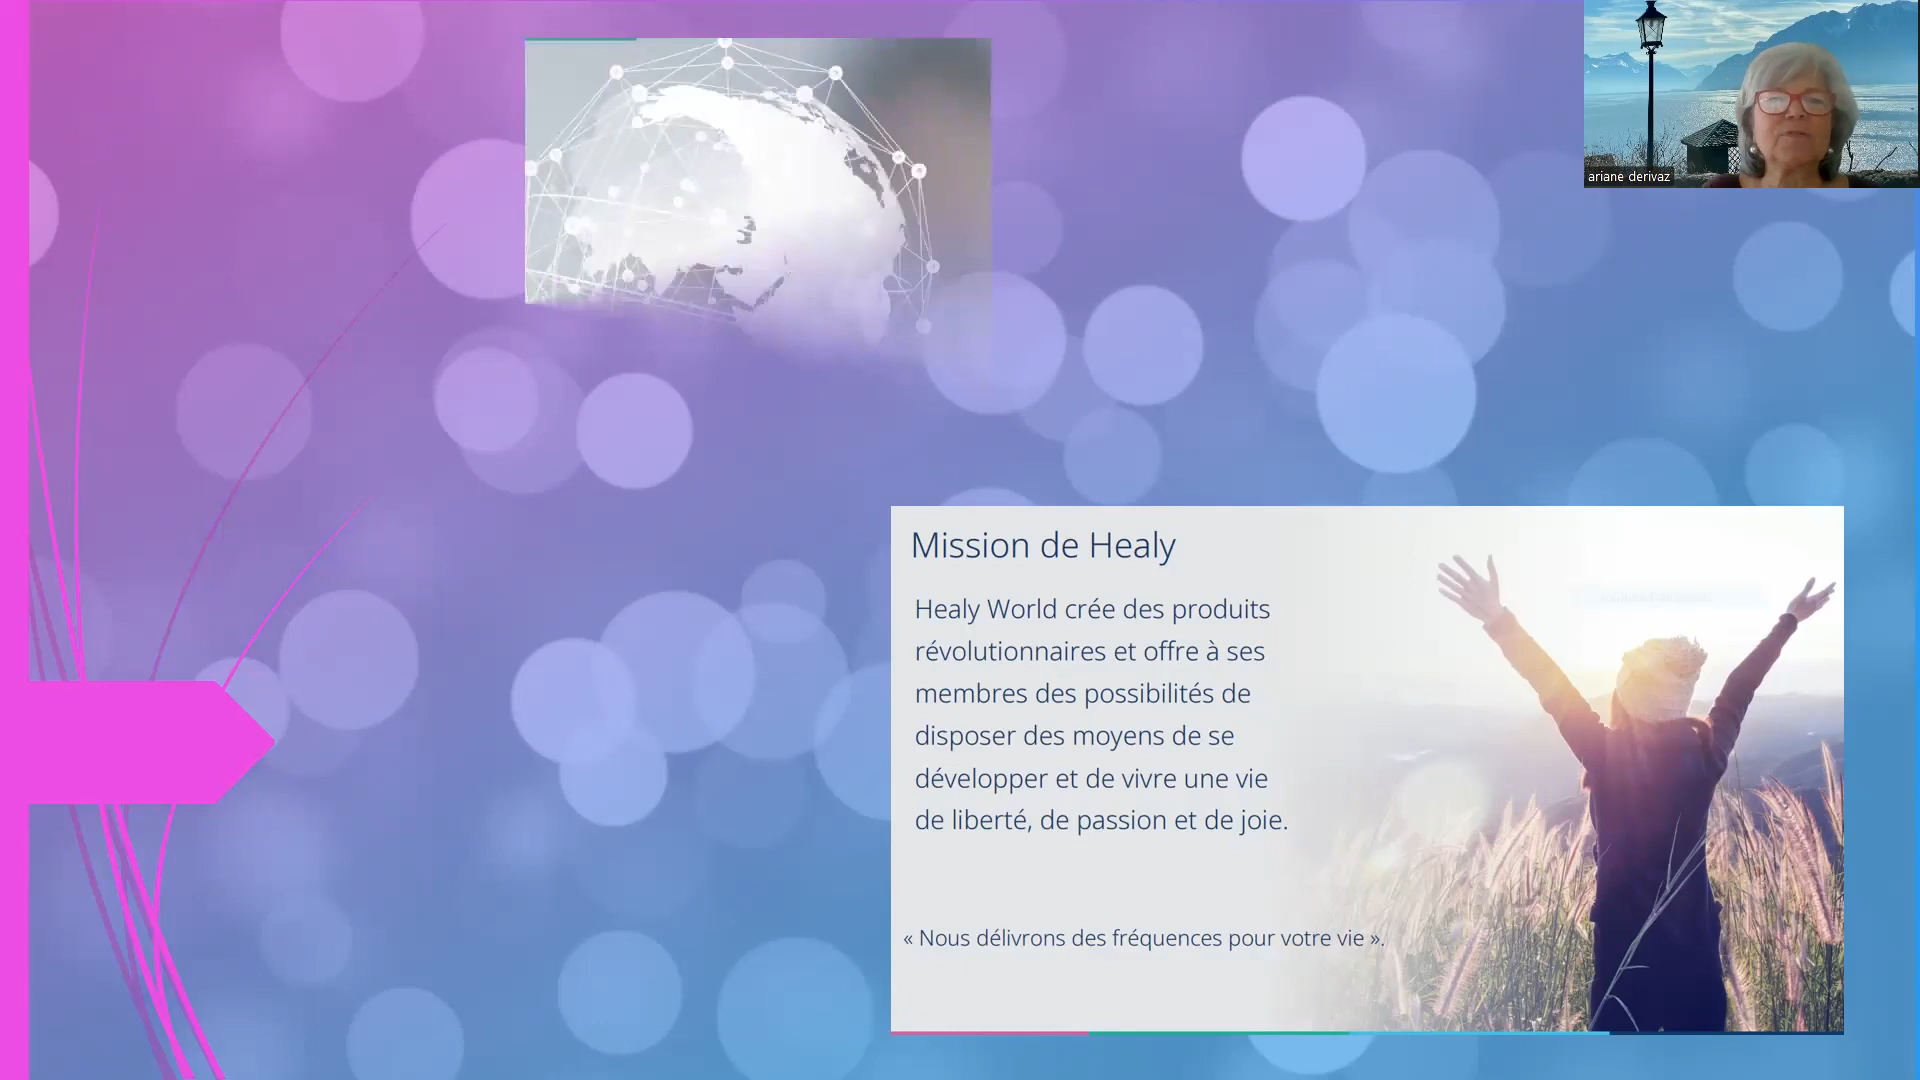 ariane derivaz
Mission de Healy
Healy World crée des produits
révolutionnaires et offre à ses
membres des possibilités de
disposer des moyens de se
développer et de vivre une vie
de liberté, de passion et de joie.
« Nous délivrons des fréquences pour votre vie ».